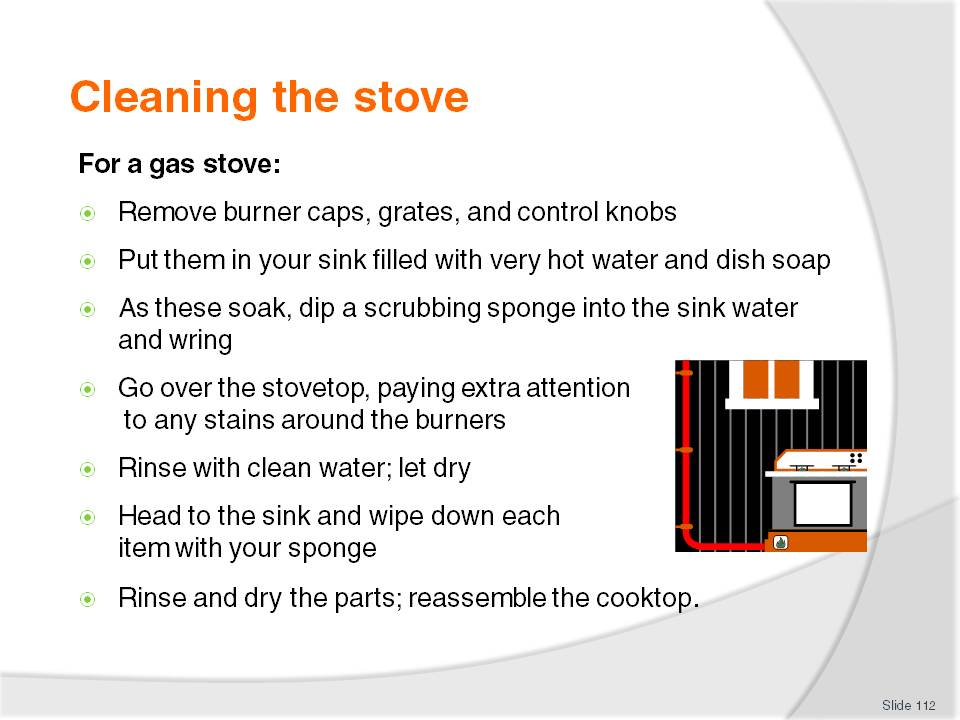 Cleaning the stove
For a gas stove:
Remove burner caps, grates, and control knobs
Put them in your sink filled with very hot water and dish soap
As these soak, dip a scrubbing sponge into the sink water
and wring
Go over the stovetop, paying extra attention
to any stains around the burners
Rinse with clean water; let dry
Head to the sink and wipe down each
item with your sponge
Rinse and dry the parts; reassemble the cooktop.
Slide 112